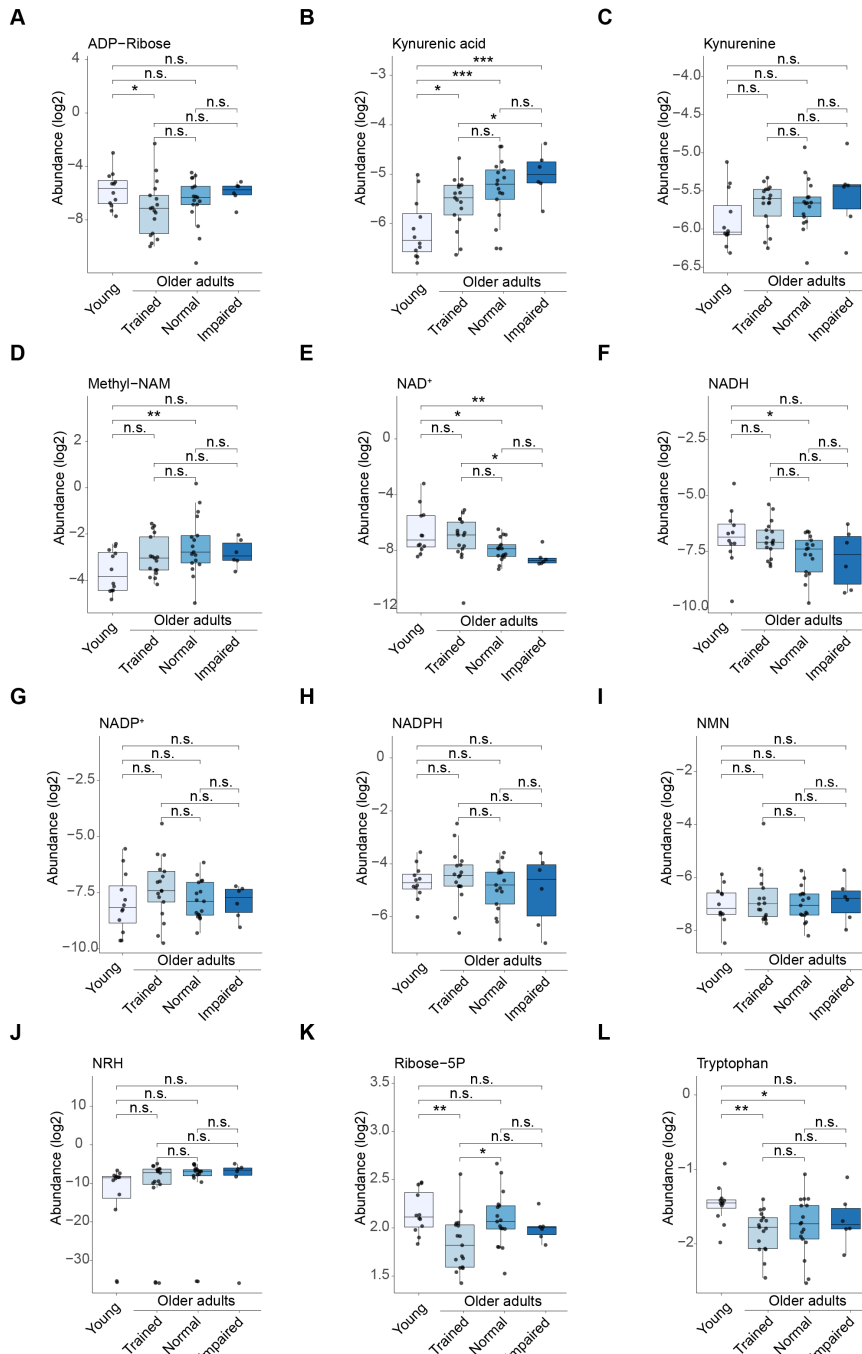 A
ADP−Ribose
Abundance (log2)
4
0
−4
−8
n.s.
n.s.
*
n.s.
n.s.
n.s.
Older adults
Young
Trained
Normal
Impaired
B
Kynurenic acid
Abundance (log2)
−3
−4
−5
−6
***
***
*
n.s.
*
n.s.
Older adults
Young
Trained
Normal
Impaired
C
Kynurenine
Abundance (log2)
−4.0
−4.5
−5.0
−5.5
−6.0
−6.5
n.s.
n.s.
n.s.
n.s.
n.s.
n.s.
Older adults
Young
Trained
Normal
Impaired
D
Methyl−NAM
Abundance (log2)
2
0
−2
−4
n.s.
**
n.s.
n.s.
n.s.
n.s.
Older adults
Young
Trained
Normal
Impaired
E
NAD⁺
Abundance (log2)
0
−4
−8
−12
**
*
n.s.
n.s.
*
n.s.
Older adults
Young
Trained
Normal
Impaired
F
NADH
Abundance (log2)
−2.5
−5.0
−7.5
−10.0
n.s.
*
n.s.
n.s.
n.s.
n.s.
Older adults
Young
Trained
Normal
Impaired
G
NADP⁺
Abundance (log2)
−2.5
−5.0
−7.5
−10.0
n.s.
n.s.
n.s.
n.s.
n.s.
n.s.
Older adults
Young
Trained
Normal
Impaired
H
NADPH
Abundance (log2)
0
−2
−4
−6
n.s.
n.s.
n.s.
n.s.
n.s.
n.s.
Older adults
Young
Trained
Normal
Impaired
I
NMN
Abundance (log2)
−2
−4
−6
−8
n.s.
n.s.
n.s.
n.s.
n.s.
n.s.
Older adults
Young
Trained
Normal
Impaired
J
NRH
Abundance (log2)
10
0
−10
−20
−30
n.s.
n.s.
n.s.
n.s.
n.s.
n.s.
Older adults
Young
Trained
Normal
Impaired
K
Ribose−5P
Abundance (log2)
3.5
3.0
2.5
2.0
1.5
n.s.
n.s.
**
n.s.
n.s.
*
Older adults
Young
Trained
Normal
Impaired
L
Tryptophan
Abundance (log2)
0
−1
−2
n.s.
*
**
n.s.
n.s.
n.s.
Older adults
Young
Trained
Normal
Impaired